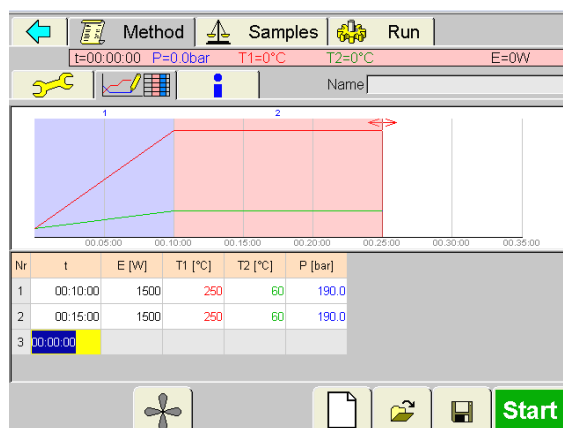 Method Samples Run
t=00:00:00 P=0.0bar T1=0°C T2=0°C E=0W
Name
1 2
00.05:00 00.10:00 00.15:00 00.20:00 00.25:00 00.30:00 00.35:00
Nr t E [W] T1 [°C] T2 [°C] P [bar]
1 00:10:00 1500 250 60 190.0
2 00:15:00 1500 250 60 190.0
3 00:00:00
Start